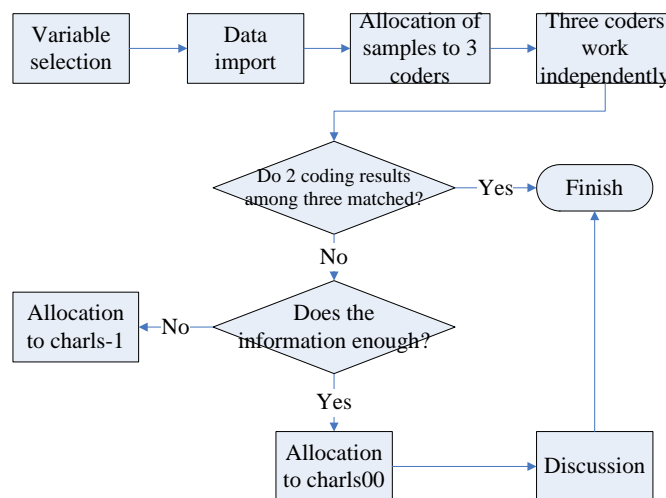 Variable
selection
Data
import
Allocation of
samples to 3
coders
Three coders
work
independently
Do 2 coding results
among three matched?
Yes
Finish
No
Does the
information enough?
No
Allocation
to charls-1
Yes
Allocation
to charls00
Discussion